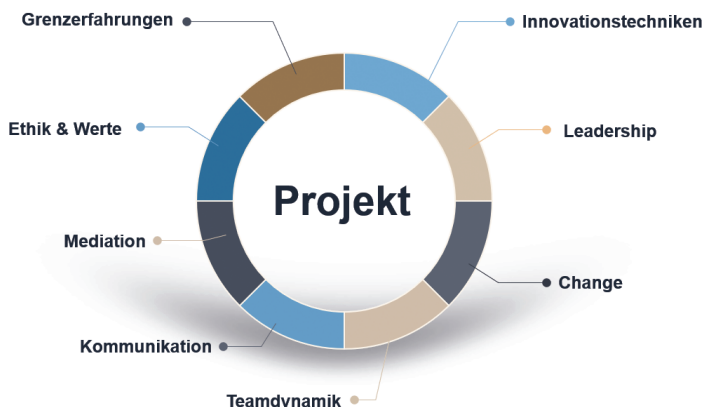 Grenzerfahrungen
Innovationstechniken
Ethik & Werte
Leadership
Projekt
Mediation
Change
Kommunikation
Teamdynamik